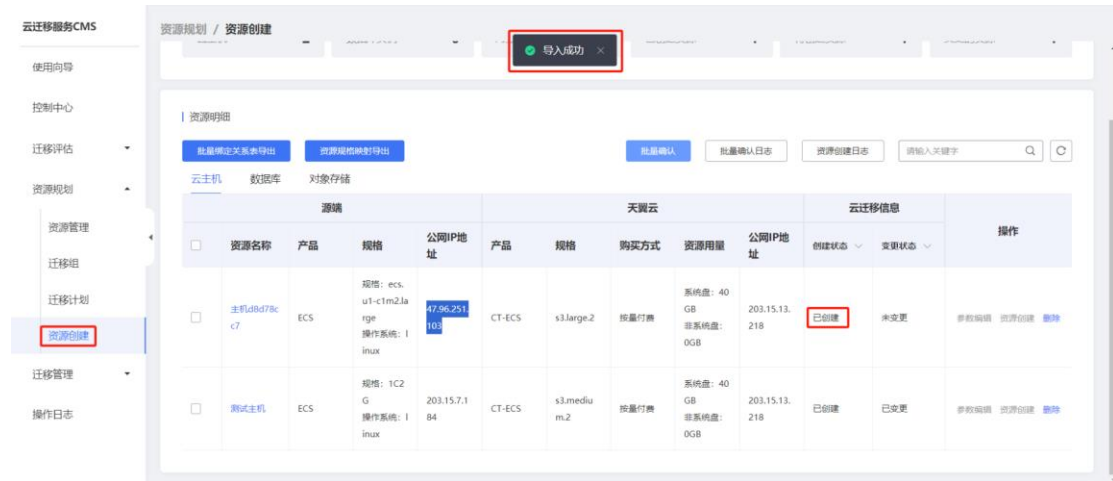 云迁移服务CMS
资源规划 / 资源创建
导入成功
使用向导
控制中心
迁移评估
资源规划
资源管理
迁移组
迁移计划
资源创建
迁移管理
操作日志
资源明细
批量绑定关系表导出 资源规格映射导出 批量确认 批量确认日志 资源创建日志 请输入关键字
云主机 数据库 对象存储
源端 天翼云 云迁移信息 操作
资源名称 产品 规格 公网IP地 产品 规格 购买方式 资源用量 公网IP地 创建状态 变更状态
址 址
规格：ecs.
u1-c1m2.la
rge
操作系统：l
inux
主机d8d78c
c7
ECS
47.96.251.
103
CT-ECS
s3.large.2
按量付费
系统盘：40
GB
非系统盘：
0GB
203.15.13.
218
已创建
未变更
参数编辑 资源创建 删除
测试主机
ECS
规格：1C2
G
操作系统：l
inux
203.15.7.1
84
CT-ECS
s3.mediu
m.2
按量付费
系统盘：40
GB
非系统盘：
0GB
203.15.13.
218
已创建
已变更
参数编辑 资源创建 删除